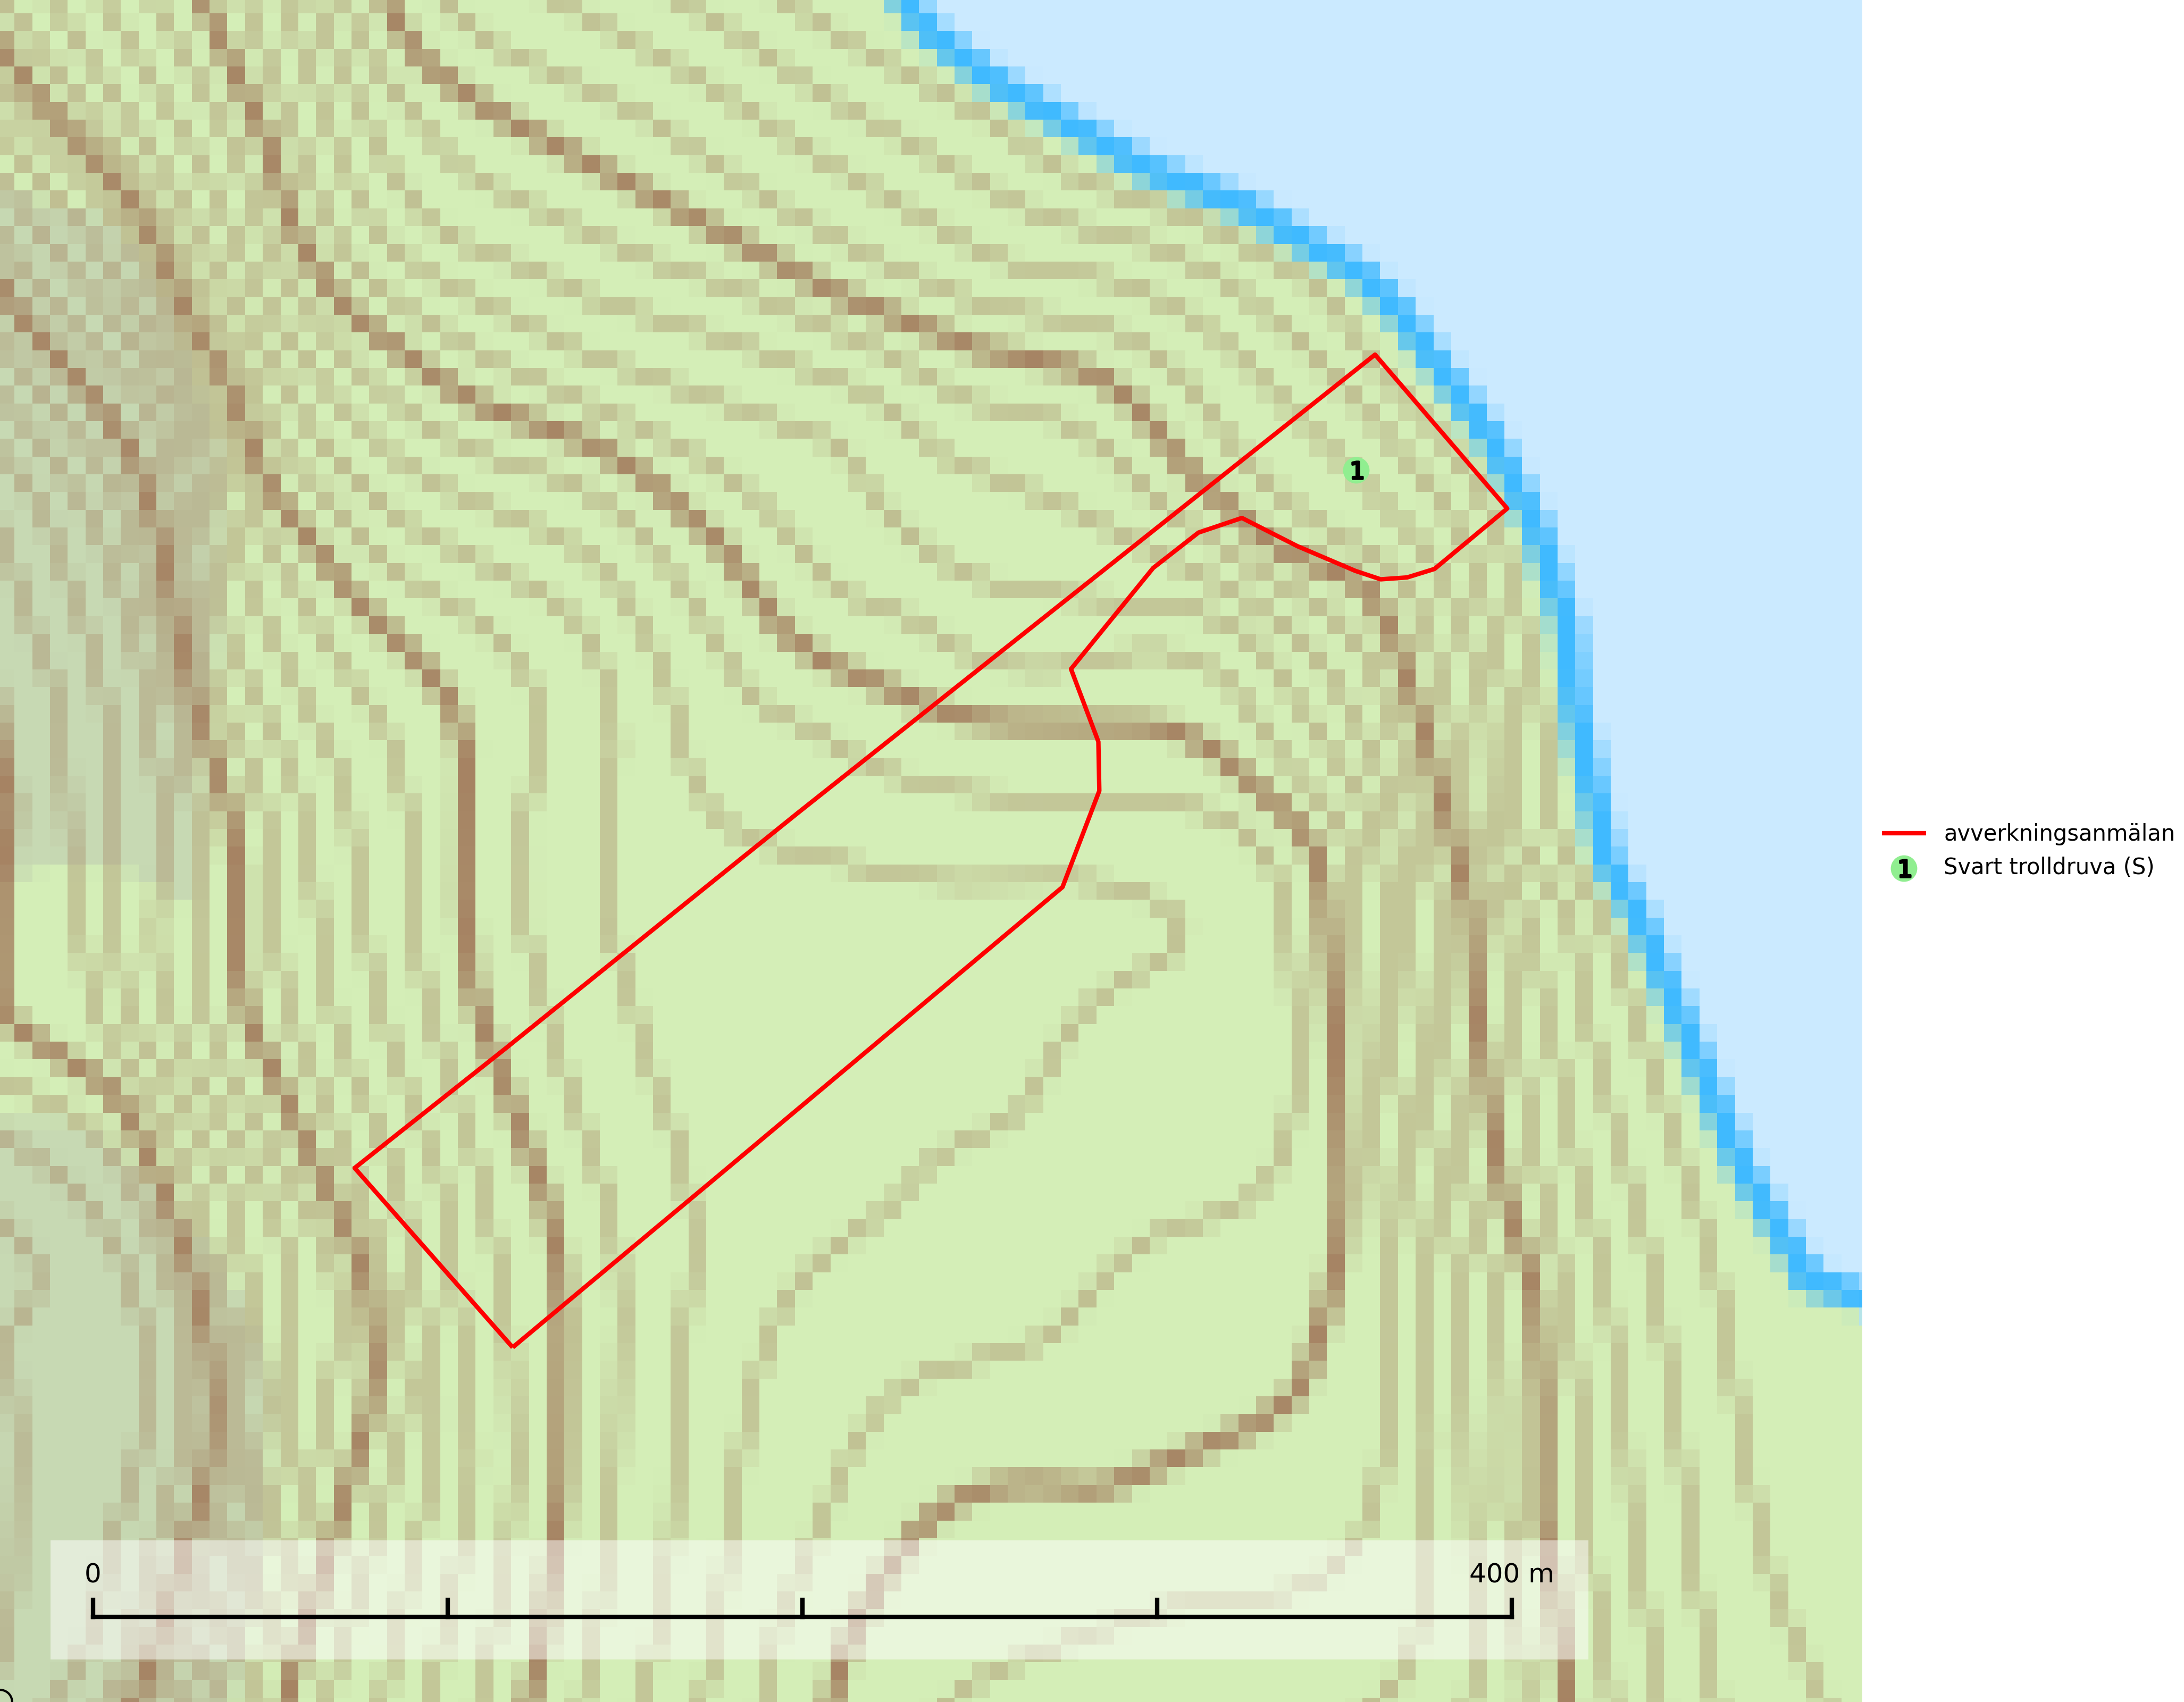 1
avverkningsanmälan
1 Svart trolldruva (S)
0 400 m